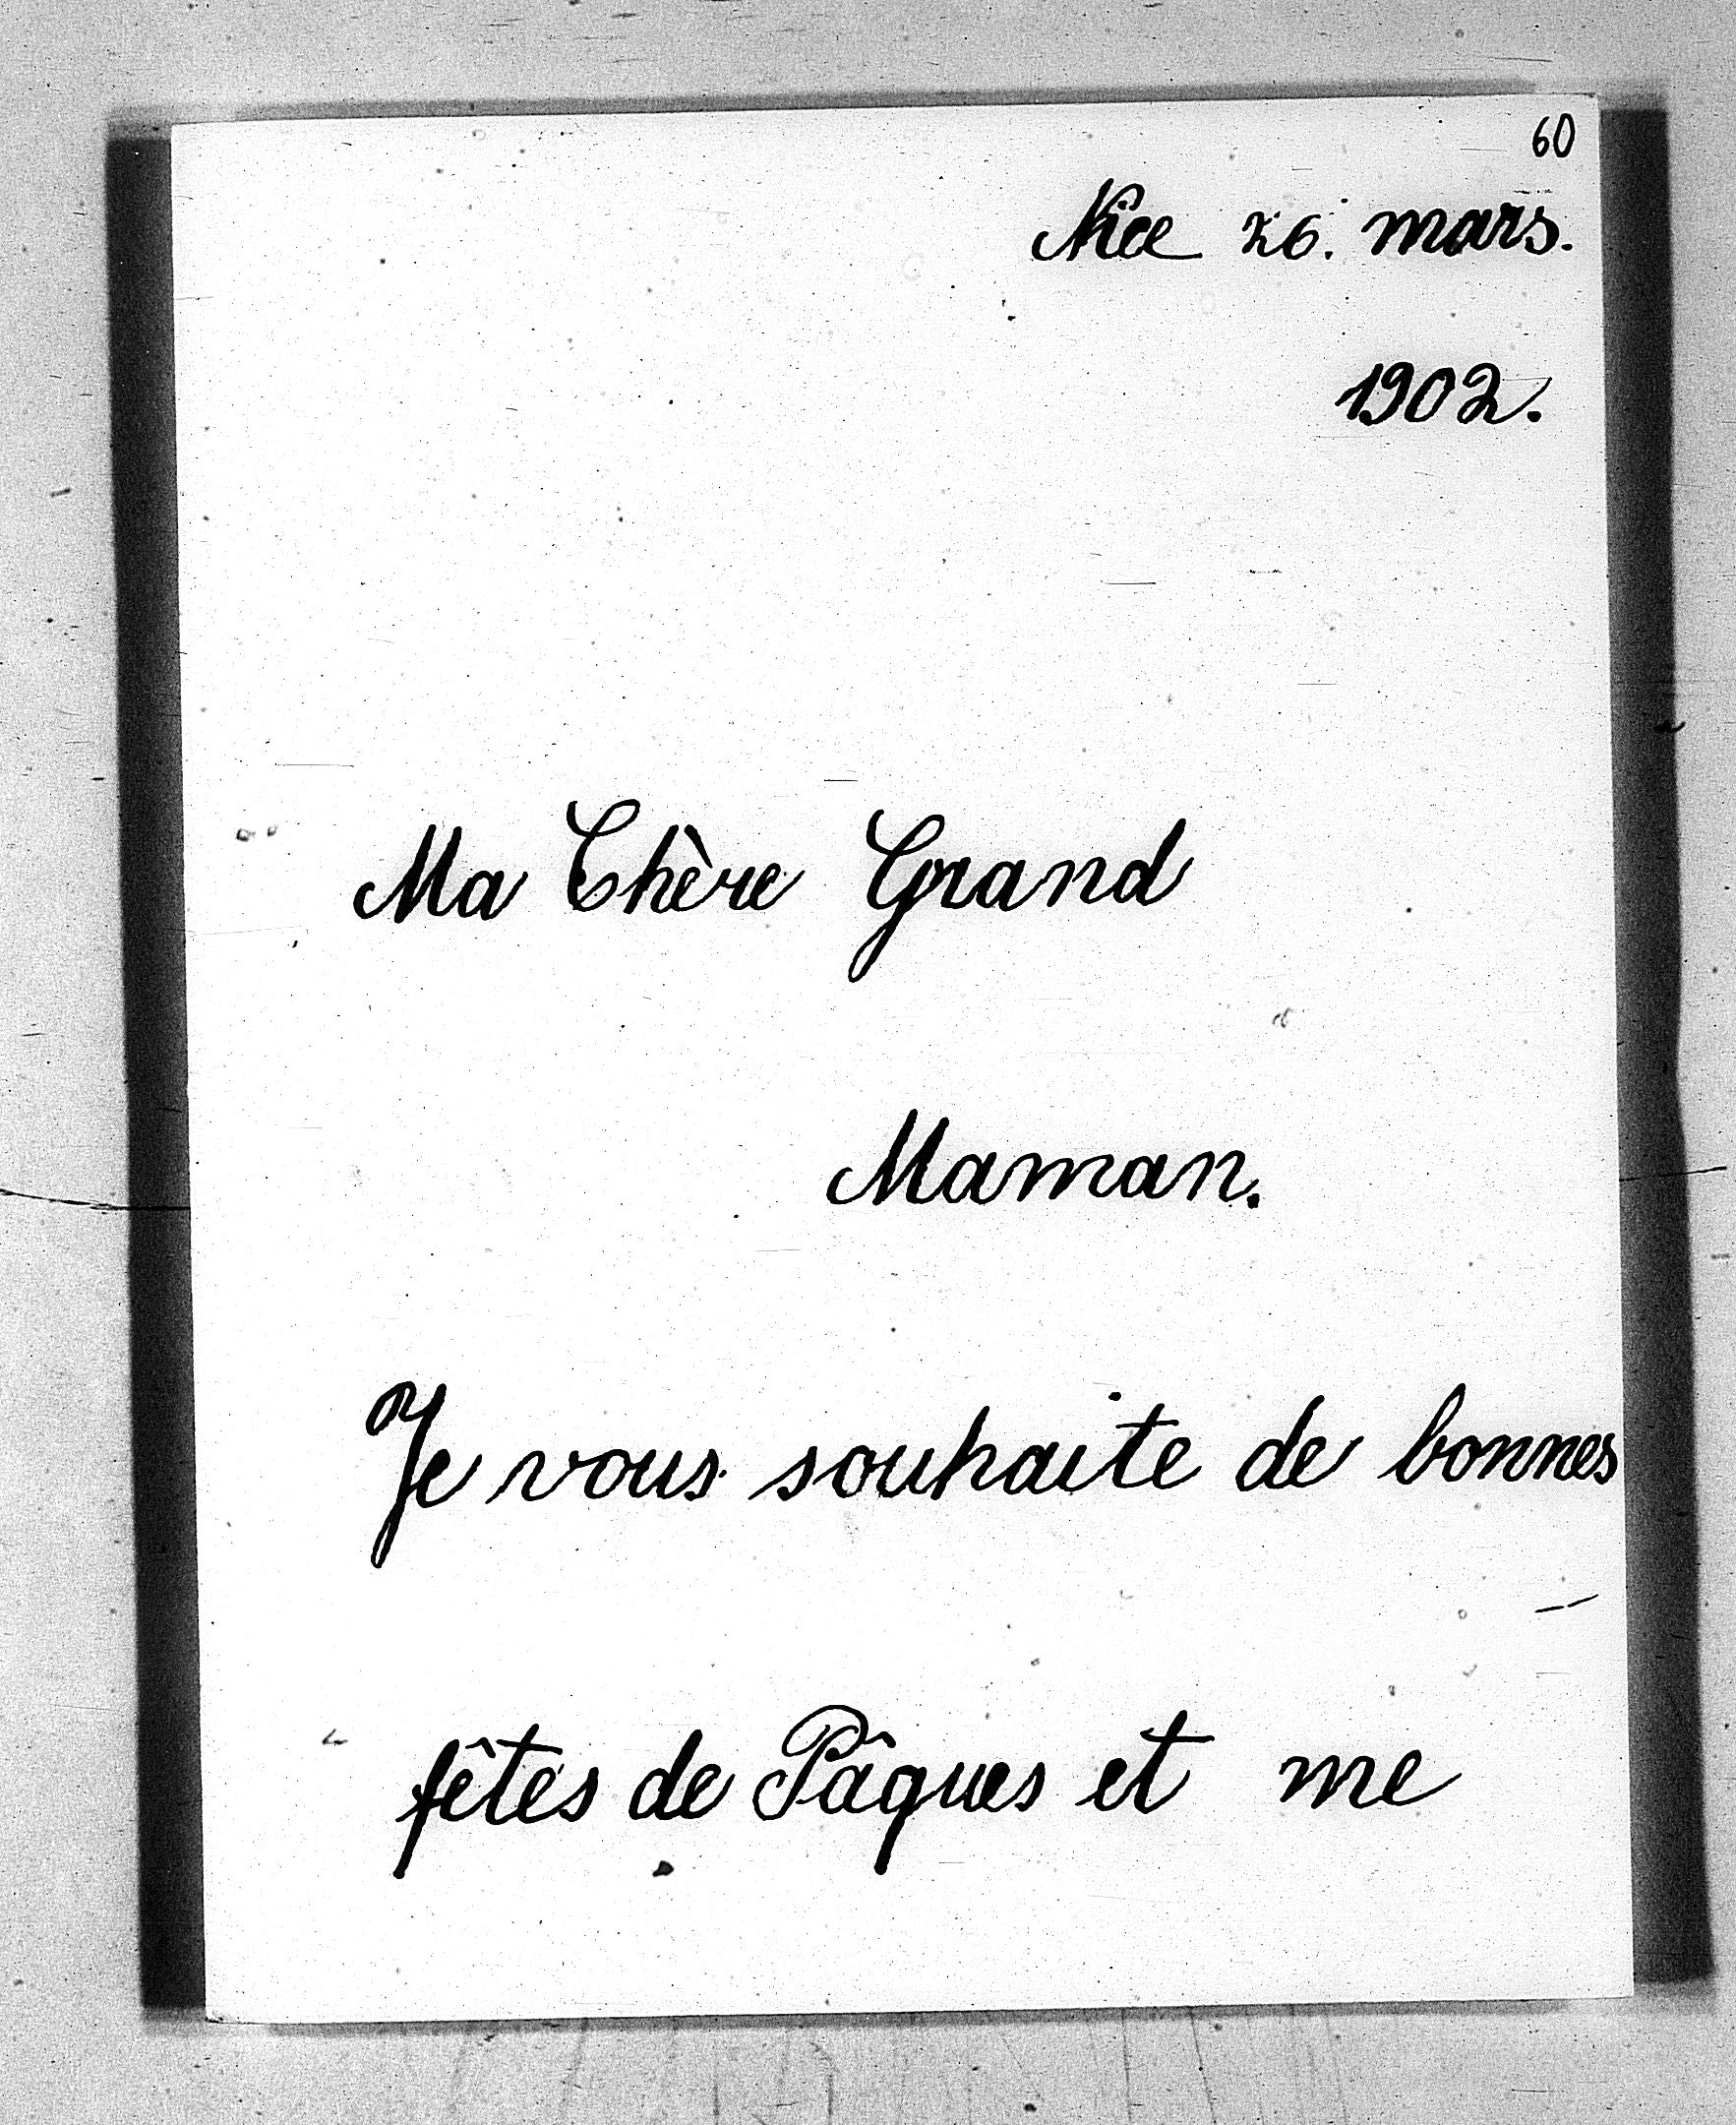 60
Nice 26. mars.
1902.
Ma Chère Grand
Maman.
Je vous souhaite de bonnes
fêtes de Pâques et me